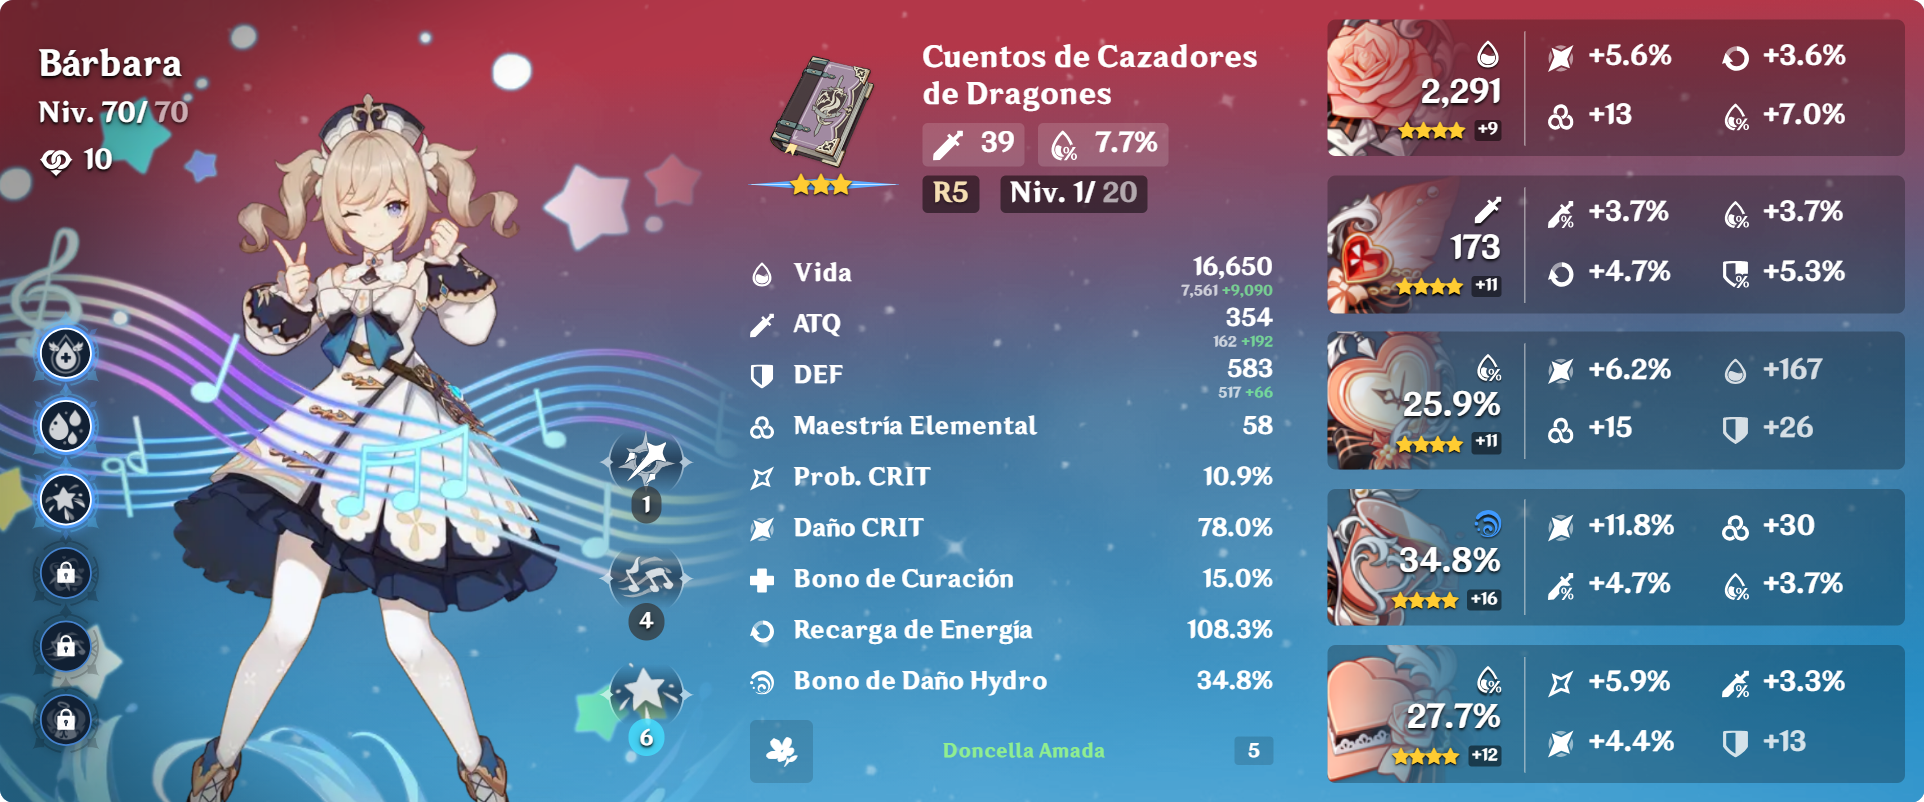 Bárbara
Niv. 70/ 70
10
1
4
6
Cuentos de Cazadores
de Dragones
39 7.7%
R5 Niv. 1/ 20
Vida 16,650
7,561 +9,090
ATQ 354
162 +192
DEF 583
517 +66
Maestría Elemental 58
Prob. CRIT 10.9%
Daño CRIT 78.0%
Bono de Curación 15.0%
Recarga de Energía 108.3%
Bono de Daño Hydro 34.8%
Doncella Amada 5
2,291
+9
+5.6% +3.6%
+13 +7.0%
173
+11
+3.7% +3.7%
+4.7% +5.3%
25.9%
+11
+6.2% +167
+15 +26
34.8%
+16
+11.8% +30
+4.7% +3.7%
27.7%
+12
+5.9% +3.3%
+4.4% +13